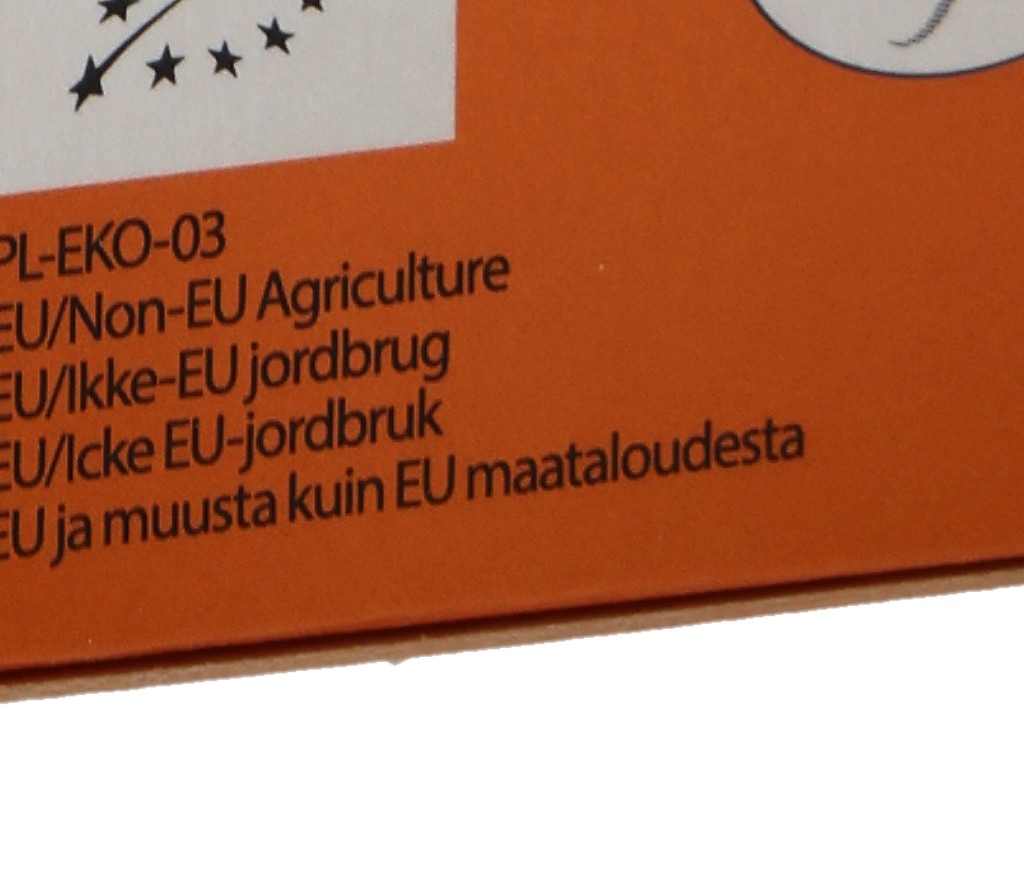 PL-EKO-03
EU/Non-EU Agriculture
EU/Ikke-EU jordbrug
EU/Icke EU-jordbruk
EU ja muusta kuin EU maataloudesta